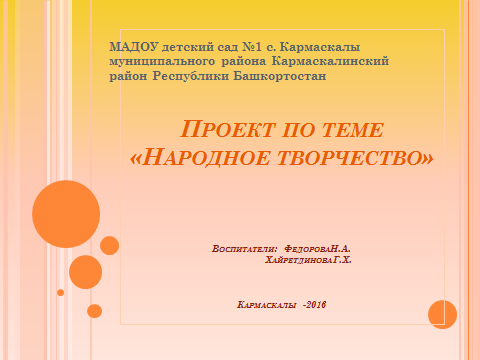 МАДОУ детский сад №1 с. Кармаскалы
муниципального района Кармаскалинский
район Республики Башкортостан
Проект по теме
«Народное творчество»
Воспитатели: ФедороваН.А.
ХайретдиноваГ.Х.
Кармаскалы -2016